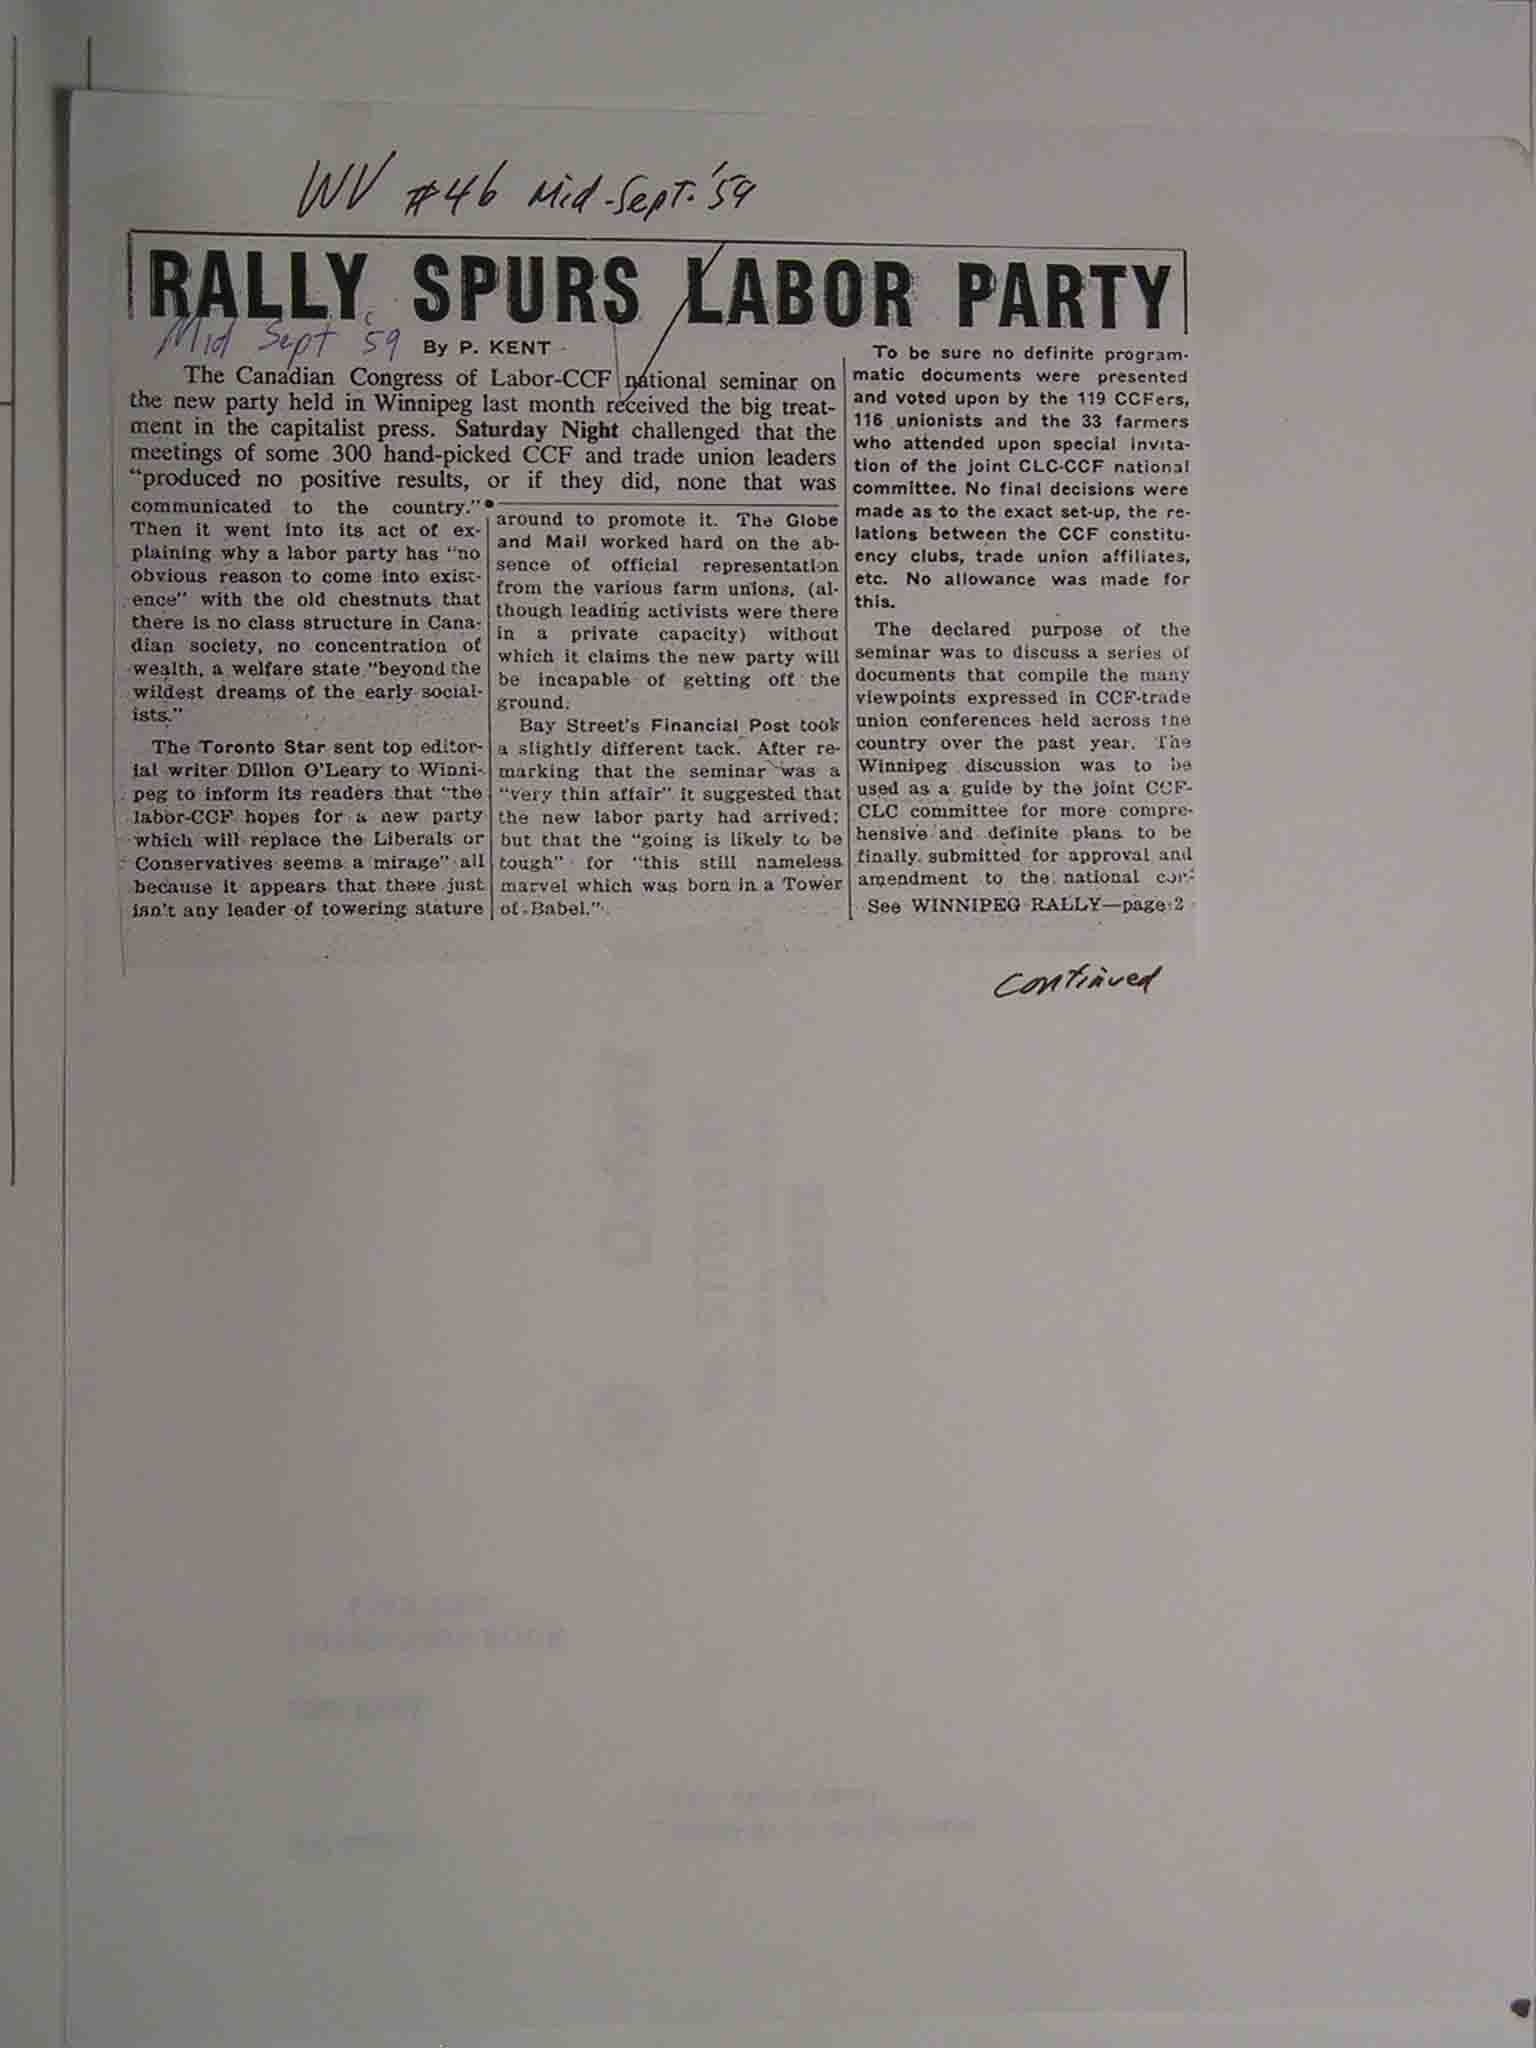 WV #46 Mid-Sept. '59
RALLY SPURS LABOR PARTY
Mid Sept '59
By P. KENT
The Canadian Congress of Labor-CCF national seminar on
the new party held in Winnipeg last month received the big treat-
ment in the capitalist press. Saturday Night challenged that the
meetings of some 300 hand-picked CCF and trade union leaders
“produced no positive results, or if they did, none that was
communicated to the country.”
Then it went into its act of ex-
plaining why a labor party has “no
obvious reason to come into exist-
ence” with the old chestnuts that
there is no class structure in Cana-
dian society, no concentration of
wealth, a welfare state “beyond the
wildest dreams of the early social-
ists.”
The Toronto Star sent top editor-
ial writer Dillon O'Leary to Winni-
peg to inform its readers that “the
labor-CCF hopes for a new party
which will replace the Liberals or
Conservatives seems a mirage” all
because it appears that there just
isn't any leader of towering stature
around to promote it. The Globe
and Mail worked hard on the ab-
sence of official representation
from the various farm unions, (al-
though leading activists were there
in a private capacity) without
which it claims the new party will
be incapable of getting off the
ground.
Bay Street's Financial Post took
a slightly different tack. After re-
marking that the seminar was a
“very thin affair” it suggested that
the new labor party had arrived;
but that the “going is likely to be
tough” for “this still nameless
marvel which was born in a Tower
of Babel.”
To be sure no definite program-
matic documents were presented
and voted upon by the 119 CCFers,
116 unionists and the 33 farmers
who attended upon special invita-
tion of the joint CLC-CCF national
committee. No final decisions were
made as to the exact set-up, the re-
lations between the CCF constitu-
ency clubs, trade union affiliates,
etc. No allowance was made for
this.
The declared purpose of the
seminar was to discuss a series of
documents that compile the many
viewpoints expressed in CCF-trade
union conferences held across the
country over the past year. The
Winnipeg discussion was to be
used as a guide by the joint CCF-
CLC committee for more compre-
hensive and definite plans to be
finally submitted for approval and
amendment to the national con-
See WINNIPEG RALLY—page 2
continued